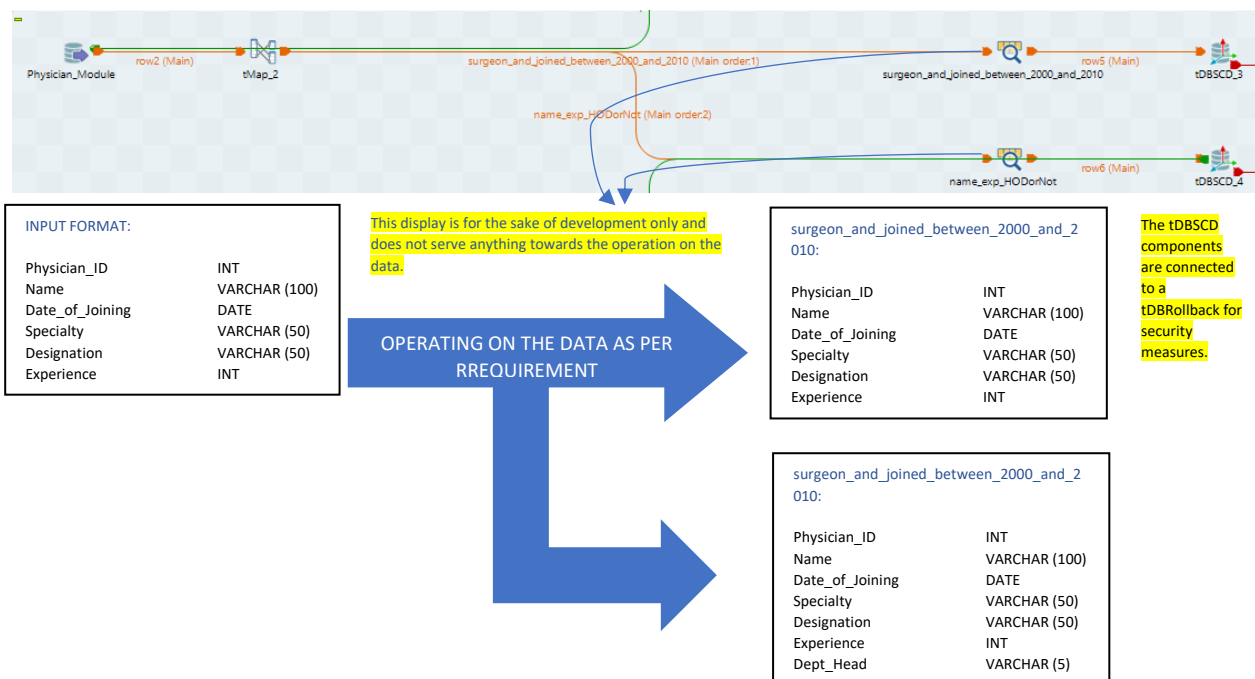 row2 (Main)
Physician_Module
tMap_2
surgeon_and_joined_between_2000_and_2010 (Main order:1)
surgeon_and_joined_between_2000_and_2010
row5 (Main)
tDBSCD_3
name_exp_HODorNot (Main order:2)
name_exp_HODorNot
row6 (Main)
tDBSCD_4
INPUT FORMAT:
Physician_ID INT
Name VARCHAR (100)
Date_of_Joining DATE
Specialty VARCHAR (50)
Designation VARCHAR (50)
Experience INT
This display is for the sake of development only and
does not serve anything towards the operation on the
data.
OPERATING ON THE DATA AS PER
RREQUIREMENT
surgeon_and_joined_between_2000_and_2
010:
Physician_ID INT
Name VARCHAR (100)
Date_of_Joining DATE
Specialty VARCHAR (50)
Designation VARCHAR (50)
Experience INT
The tDBSCD
components
are connected
to a
tDBRollback for
security
measures.
surgeon_and_joined_between_2000_and_2
010:
Physician_ID INT
Name VARCHAR (100)
Date_of_Joining DATE
Specialty VARCHAR (50)
Designation VARCHAR (50)
Experience INT
Dept_Head VARCHAR (5)